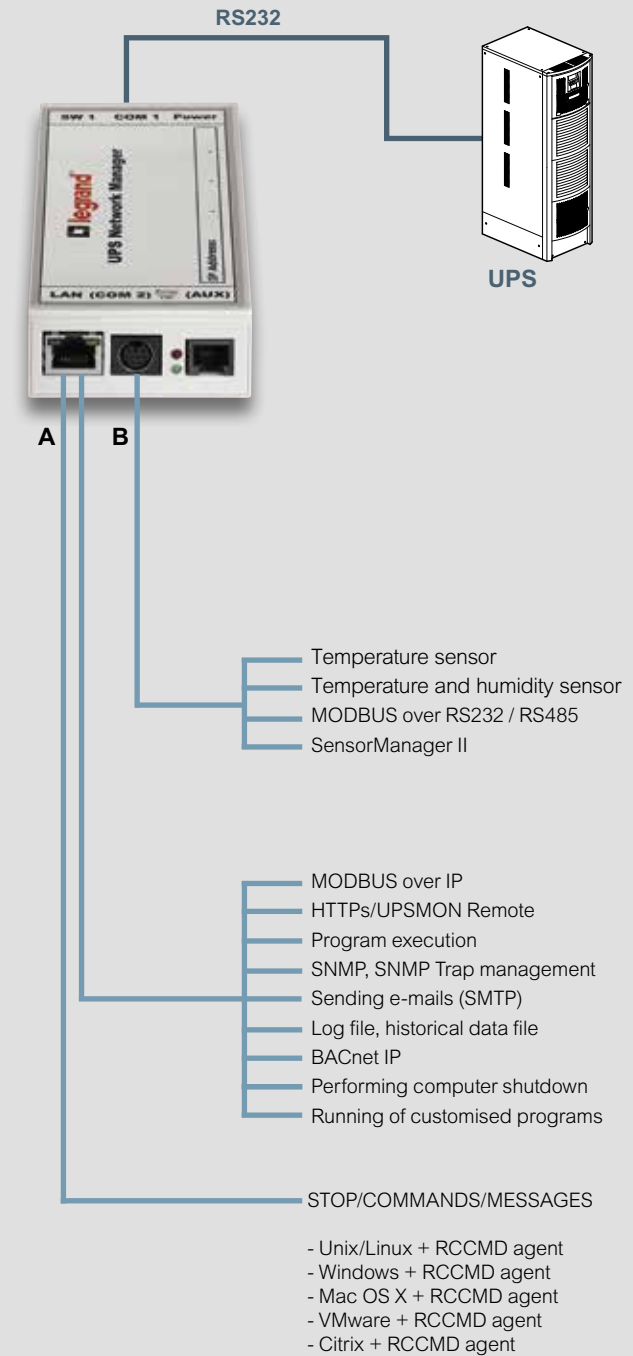 RS232
SW 1 COM 1 Power
legrand
UPS Network Manager
IP Address:
LAN (COM 2) (AUX)
UPS
A B
Temperature sensor
Temperature and humidity sensor
MODBUS over RS232 / RS485
SensorManager II
MODBUS over IP
HTTPs/UPSMON Remote
Program execution
SNMP, SNMP Trap management
Sending e-mails (SMTP)
Log file, historical data file
BACnet IP
Performing computer shutdown
Running of customised programs
STOP/COMMANDS/MESSAGES
- Unix/Linux + RCCMD agent
- Windows + RCCMD agent
- Mac OS X + RCCMD agent
- VMware + RCCMD agent
- Citrix + RCCMD agent